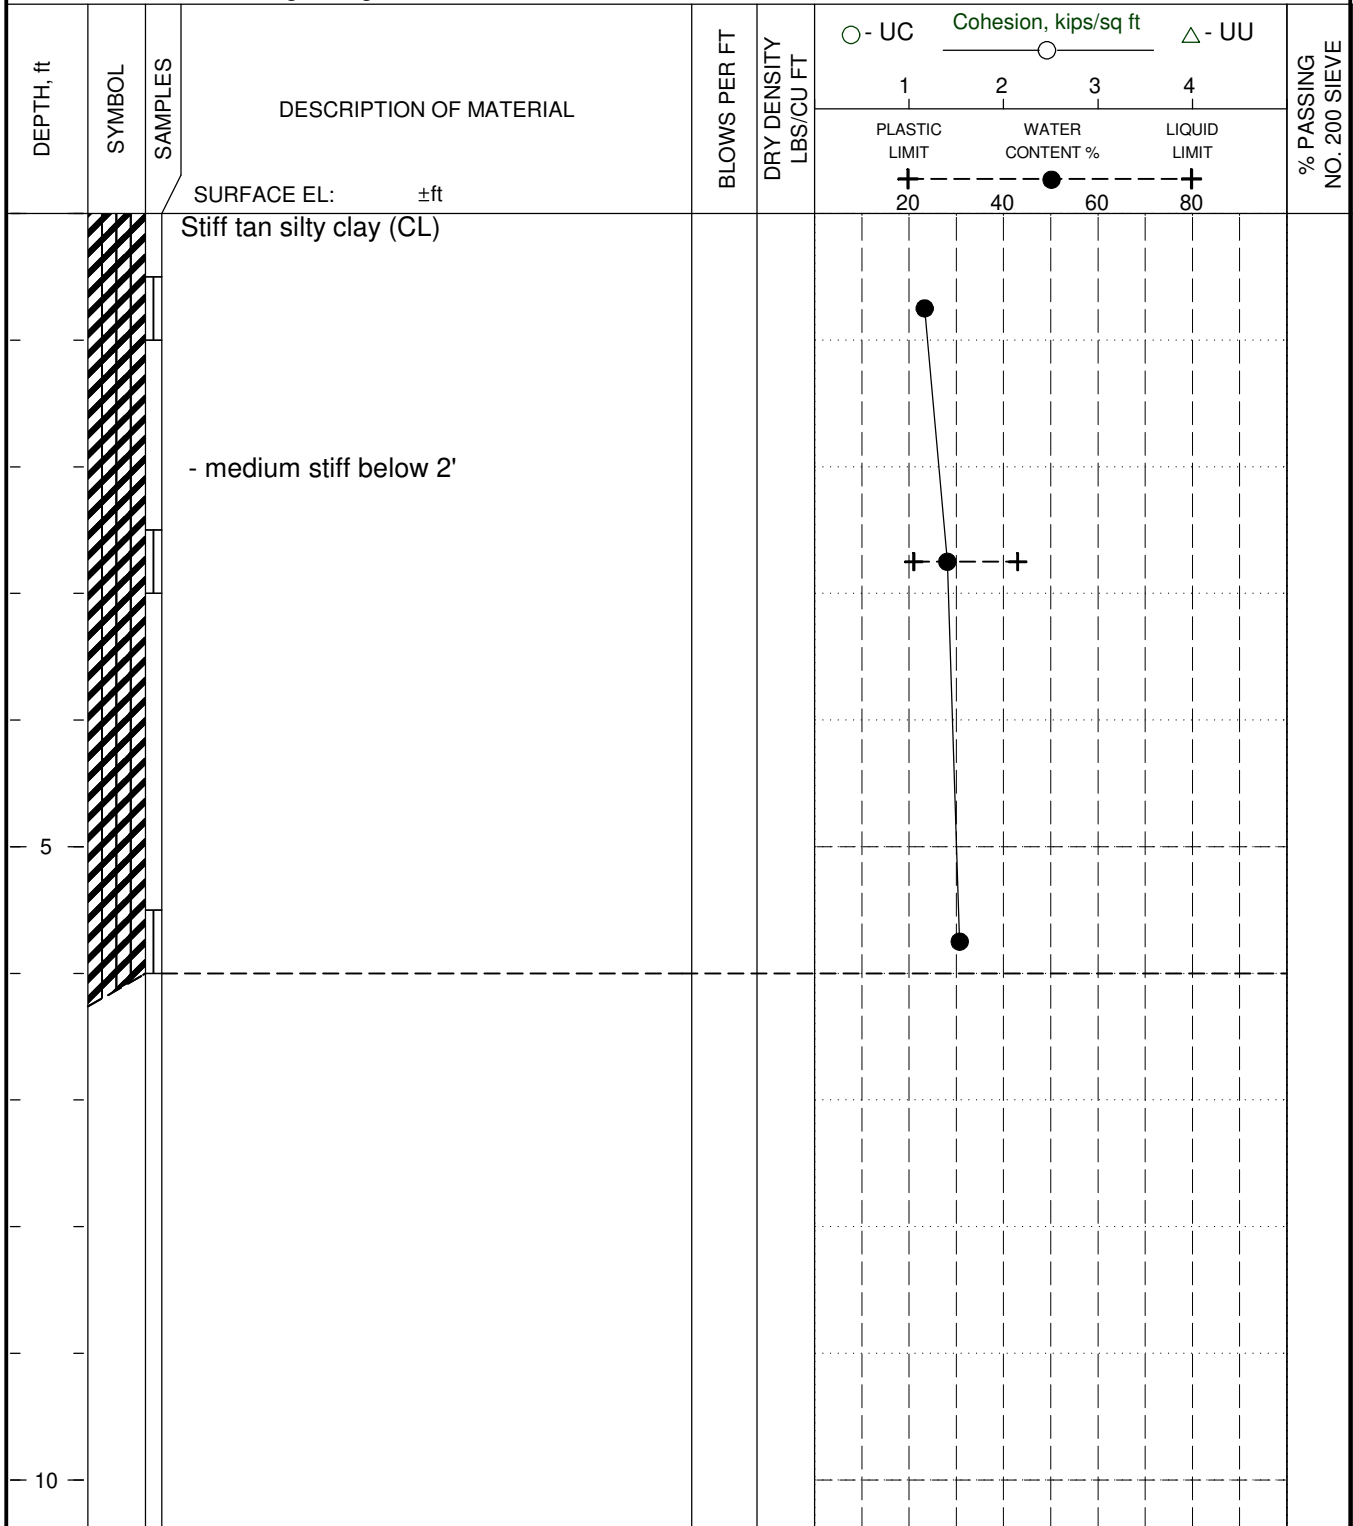 DEPTH, ft
SYMBOL
SAMPLES
DESCRIPTION OF MATERIAL
SURFACE EL: ±ft
BLOWS PER FT
DRY DENSITY
LBS/CU FT
- UC
Cohesion, kips/sq ft
- UU
1 2 3 4
PLASTIC
LIMIT
WATER
CONTENT %
LIQUID
LIMIT
20 40 60 80
% PASSING
NO. 200 SIEVE
Stiff tan silty clay (CL)
- medium stiff below 2'
5
10